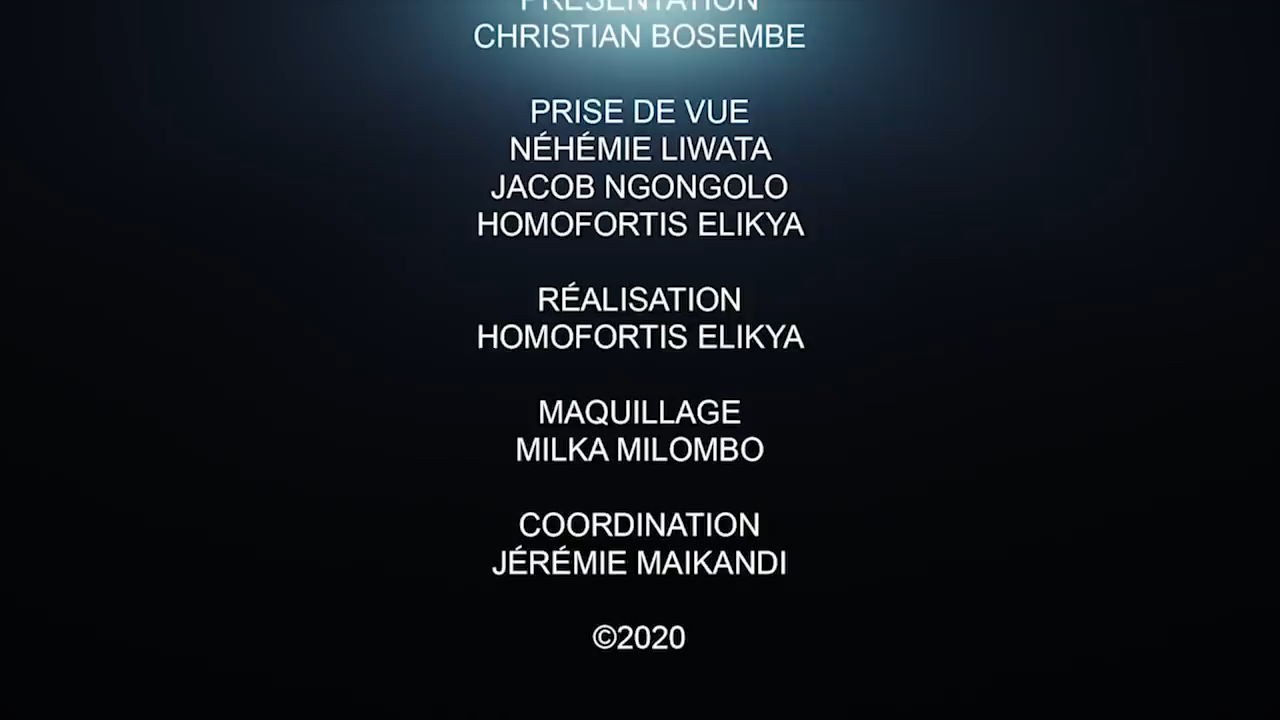 PRÉSENTATION
CHRISTIAN BOSEMBE
PRISE DE VUE
NÉHÉMIE LIWATA
JACOB NGONGOLO
HOMOFORTIS ELIKYA
RÉALISATION
HOMOFORTIS ELIKYA
MAQUILLAGE
MILKA MILOMBO
COORDINATION
JÉRÉMIE MAIKANDI
©2020